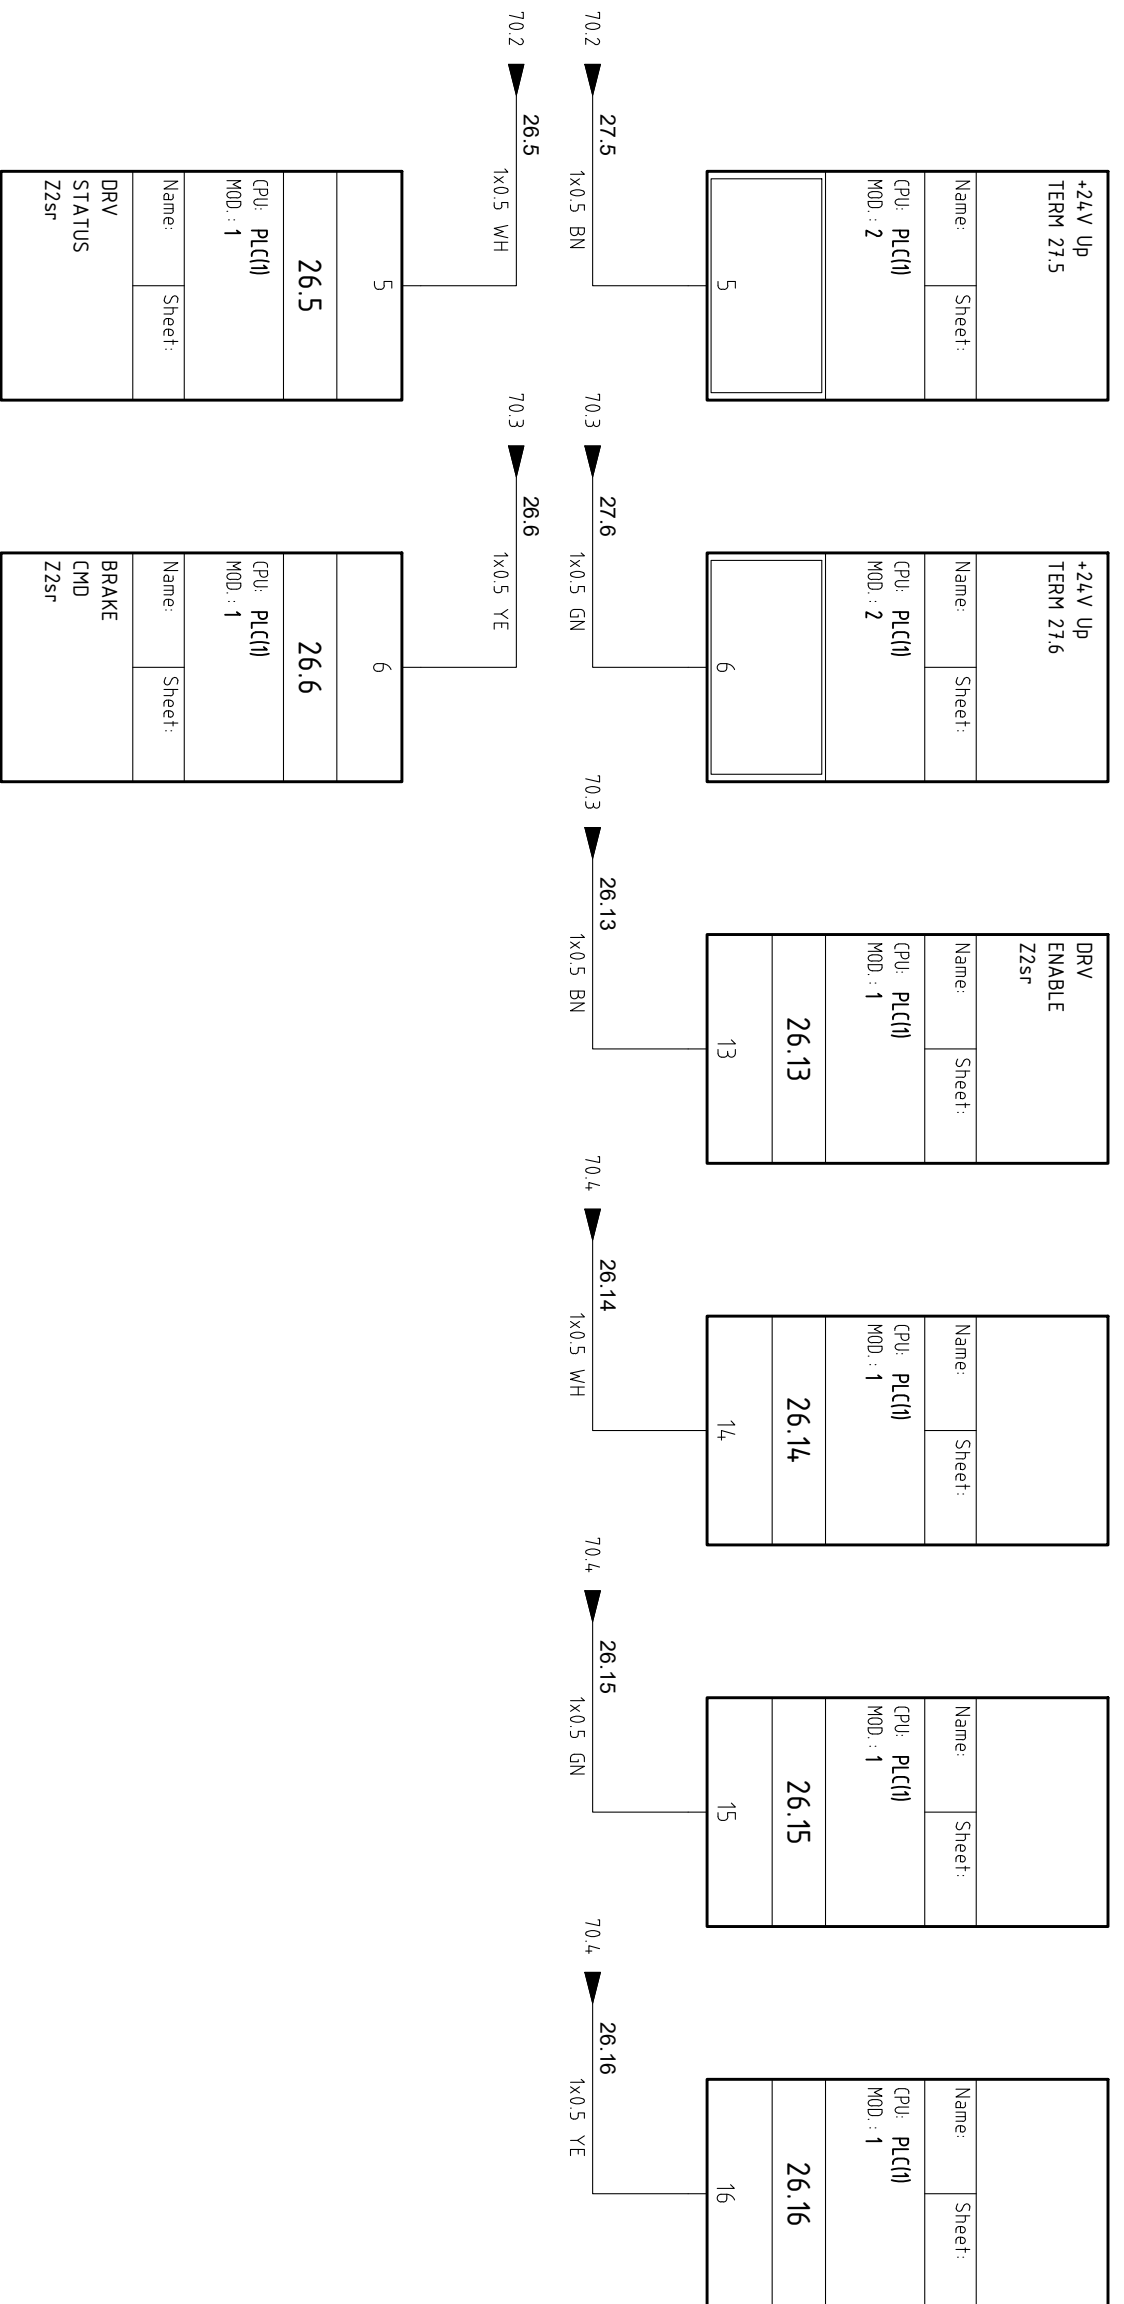 +24V Up
TERM 27.5
Name:
Sheet:
CPU: PLC(1)
MOD.: 2
5
70.2
27.5
1x0.5 BN
+24V Up
TERM 27.6
Name:
Sheet:
CPU: PLC(1)
MOD.: 2
6
70.3
27.6
1x0.5 GN
DRV
ENABLE
Z2sr
Name:
Sheet:
CPU: PLC(1)
MOD.: 1
26.13
13
70.3
26.13
1x0.5 BN
Name:
Sheet:
CPU: PLC(1)
MOD.: 1
26.14
14
70.4
26.14
1x0.5 WH
Name:
Sheet:
CPU: PLC(1)
MOD.: 1
26.15
15
70.4
26.15
1x0.5 GN
Name:
Sheet:
CPU: PLC(1)
MOD.: 1
26.16
16
70.4
26.16
1x0.5 YE
70.2
26.5
1x0.5 WH
5
26.5
CPU: PLC(1)
MOD.: 1
Name:
Sheet:
DRV
STATUS
Z2sr
70.3
26.6
1x0.5 YE
6
26.6
CPU: PLC(1)
MOD.: 1
Name:
Sheet:
BRAKE
CMD
Z2sr